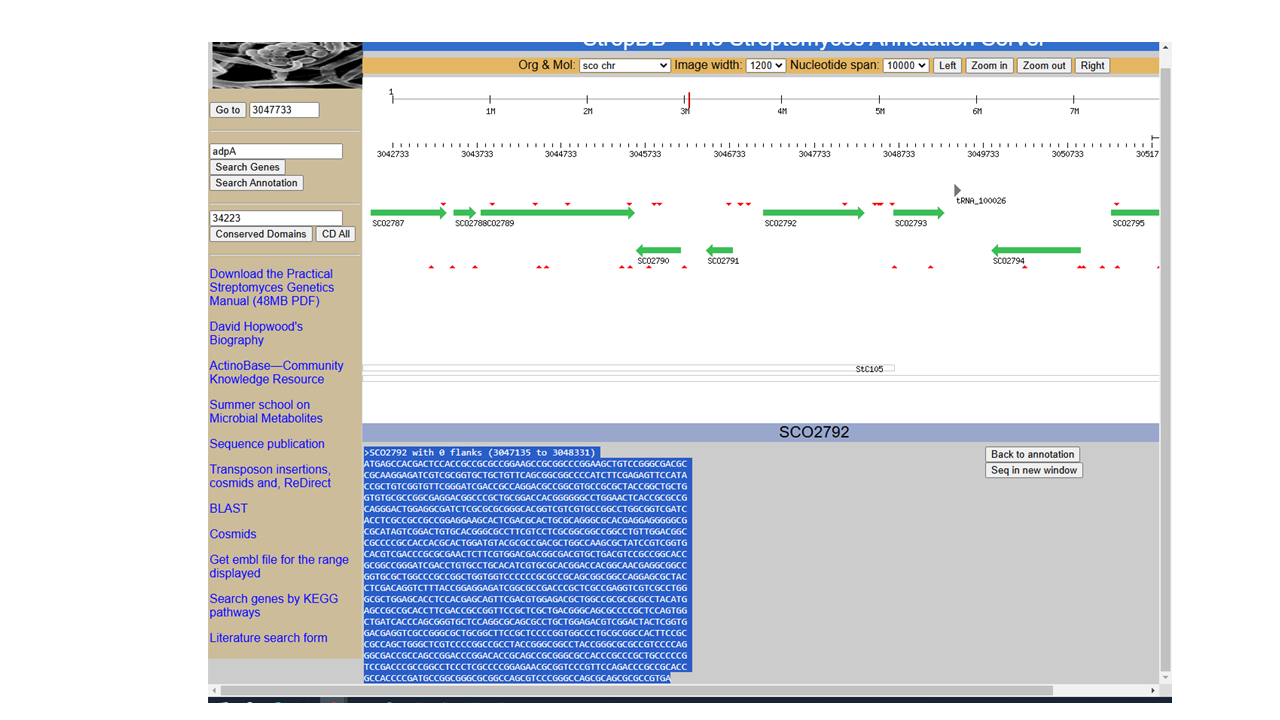 StrepDB - The Streptomyces Annotation Server
Org & Mol: sco chr Image width: 1200 Nucleotide span: 10000 Left Zoom in Zoom out Right
Go to 3047733
adpA
Search Genes
Search Annotation
34223
Conserved Domains CD All
Download the Practical
Streptomyces Genetics
Manual (48MB PDF)
David Hopwood's
Biography
ActinoBase—Community
Knowledge Resource
Summer school on
Microbial Metabolites
Sequence publication
Transposon insertions,
cosmids and, ReDirect
BLAST
Cosmids
Get embl file for the range
displayed
Search genes by KEGG
pathways
Literature search form
1
1M 2M 3M 4M 5M 6M 7M
3042733 3043733 3044733 3045733 3046733 3047733 3048733 3049733 3050733 30517
tRNA_100026
SCO2787 SCO2788 SCO2789 SCO2792 SCO2793 SCO2795
SCO2790 SCO2791 SCO2794
StC105
SCO2792
Back to annotation
Seq in new window
>SCO2792 with 0 flanks (3047135 to 3048331)
ATGAGCCACGACTCCACCGCCGCGCCGGAAGCCGCGGCCCGGAAGCTGTCCGGGCGACGC
CGCAAGGAGATCGTCGCGGTGCTGCTGTTCAGCGGCGGCCCCATCTTCGAGAGTTCCATA
CCGCTGTCGGTGTTCGGGATCGACCGCCAGGACGCCGGCGTGCCGCGCTACCGGCTGCTG
GTGTGCGCCGGCGAGGACGGCCCGCTGCGGACCACGGGGGGCCTGGAACTCACCGCGCCG
CAGGGACTGGAGGCGATCTCGCGCGCGGGCACGGTCGTCGTGCCGGCCTGGCGGTCGATC
ACCTCGCCGCCGCCGGAGGAAGCACTCGACGCACTGCGCAGGGCGCACGAGGAGGGGGCG
CGCATAGTCGGACTGTGCACGGGCGCCTTCGTCCTCGCGGCGGCCGGCCTGTTGGACGGC
CGCCCCGCCACCACGCACTGGATGTACGCGCCGACGCTGGCCAAGCGCTATCCGTCGGTG
CACGTCGACCCGCGCGAACTCTTCGTGGACGACGGCGACGTGCTGACGTCCGCCGGCACC
GCGGCCGGGATCGACCTGTGCCTGCACATCGTGCGCACGGACCACGGCAACGAGGCGGCC
GGTGCGCTGGCCCGCCGGCTGGTGGTCCCCCCGCGCCGCAGCGGCGGCCAGGAGCGCTAC
CTCGACAGGTCTTTACCGGAGGAGATCGGCGCCGACCCGCTCGCCGAGGTCGTCGCCTGG
GCGCTGGAGCACCTCCACGAGCAGTTCGACGTGGAGACGCTGGCCGCGCGCGCCTACATG
AGCCGCCGCACCTTCGACCGCCGGTTCCGCTCGCTGACGGGCAGCGCCCCGCTCCAGTGG
CTGATCACCCAGCGGGTGCTCCAGGCGCAGCGCCTGCTGGAGACGTCGGACTACTCGGTG
GACGAGGTCGCCGGGCGCTGCGGCTTCCGCTCCCCGGTGGCCCTGCGCGGCCACTTCCGC
CGCCAGCTGGGCTCGTCCCCGGCCGCCTACCGGGCGGCCTACCGGGCGCGCCGTCCCCAG
GGCGACCGCCAGCCGGACCCGGACACCGCAGCCGCGGGCGCCACCCGCCCGCTGCCCCCG
TCCGACCCGCCGGCCTCCCTCGCCCCGGAGAACGCGGTCCCGTTCCAGACCCGCCGCACC
GCCACCCCGATGCCGGCGGGCGCGGCCAGCGTCCCGGGCCAGCGCAGCGCGCCGTGA